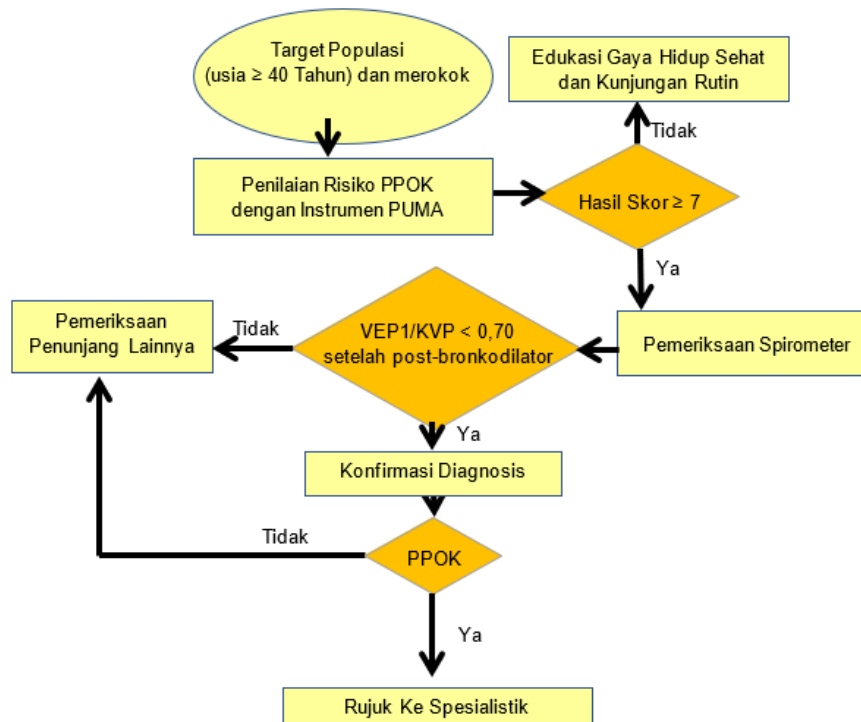 Target Populasi
(usia ≥ 40 Tahun) dan merokok
Edukasi Gaya Hidup Sehat
dan Kunjungan Rutin
Tidak
Penilaian Risiko PPOK
dengan Instrumen PUMA
Hasil Skor ≥ 7
Ya
Pemeriksaan
Penunjang Lainnya
Tidak
VEP1/KVP < 0,70
setelah post-bronkodilator
Pemeriksaan Spirometer
Ya
Konfirmasi Diagnosis
Tidak
PPOK
Ya
Rujuk Ke Spesialistik